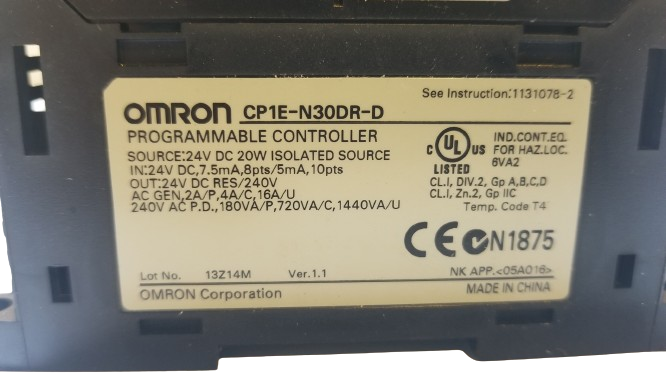 See Instruction:1131078-2
OMRON CP1E-N30DR-D
PROGRAMMABLE CONTROLLER
SOURCE:24V DC 20W ISOLATED SOURCE
IN:24V DC,7.5mA,8pts/5mA,10pts
OUT:24V DC RES/240V
AC GEN,2A/P,4A/C,16A/U
240V AC P.D.,180VA/P,720VA/C,1440VA/U
C UL US
LISTED
IND.CONT.EQ.
FOR HAZ.LOC.
6VA2
CL.I, DIV.2, Gp A,B,C,D
CL.I, Zn.2, Gp IIC
Temp. Code T4
CE N1875
Lot No. 13Z14M Ver.1.1
NK APP.<05A016>
OMRON Corporation
MADE IN CHINA